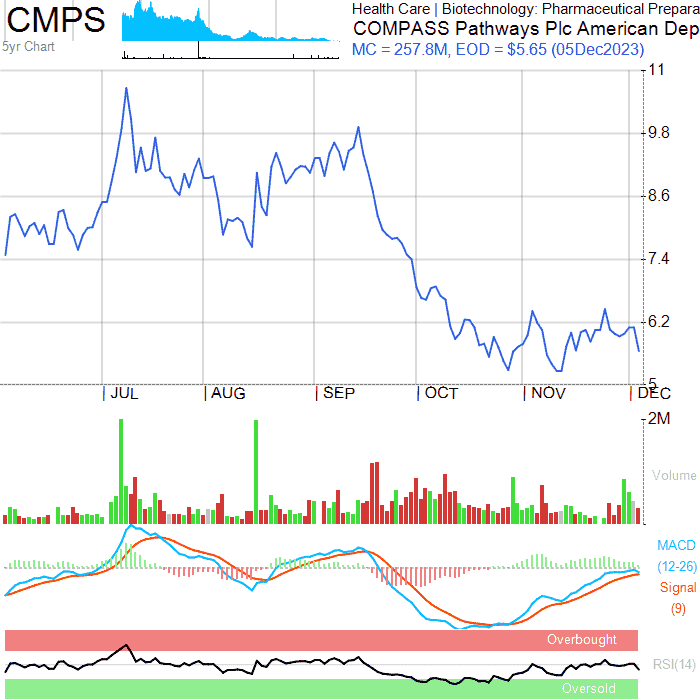 CMPS
5yr Chart
Health Care | Biotechnology: Pharmaceutical Prepara
COMPASS Pathways Plc American Dep
MC = 257.8M, EOD = $5.65 (05Dec2023)
11
9.8
8.6
7.4
6.2
5
JUL AUG SEP OCT NOV DEC
2M
Volume
MACD
(12-26)
Signal
(9)
Overbought
RSI(14)
Oversold